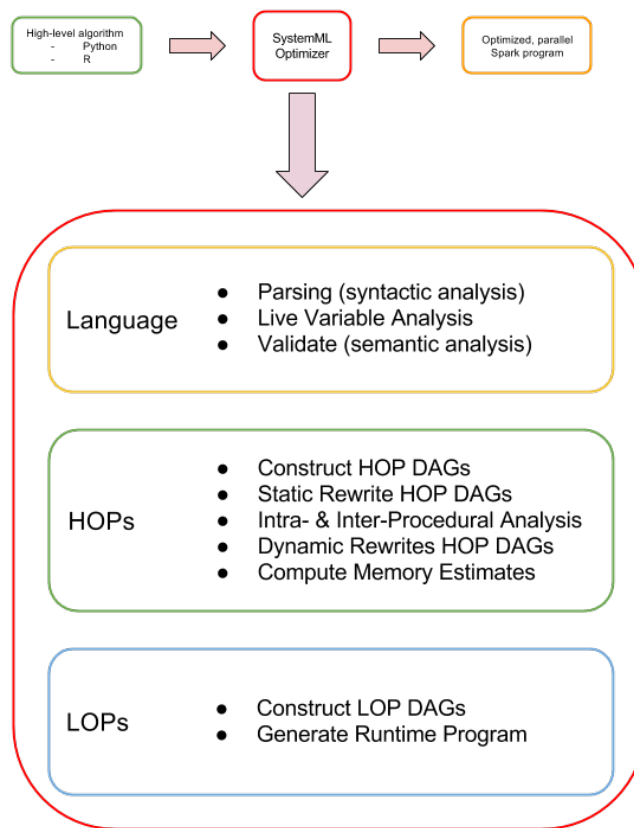 High-level algorithm
- Python
- R
SystemML
Optimizer
Optimized, parallel
Spark program
Language
● Parsing (syntactic analysis)
● Live Variable Analysis
● Validate (semantic analysis)
HOPs
● Construct HOP DAGs
● Static Rewrite HOP DAGs
● Intra- & Inter-Procedural Analysis
● Dynamic Rewrites HOP DAGs
● Compute Memory Estimates
LOPs
● Construct LOP DAGs
● Generate Runtime Program